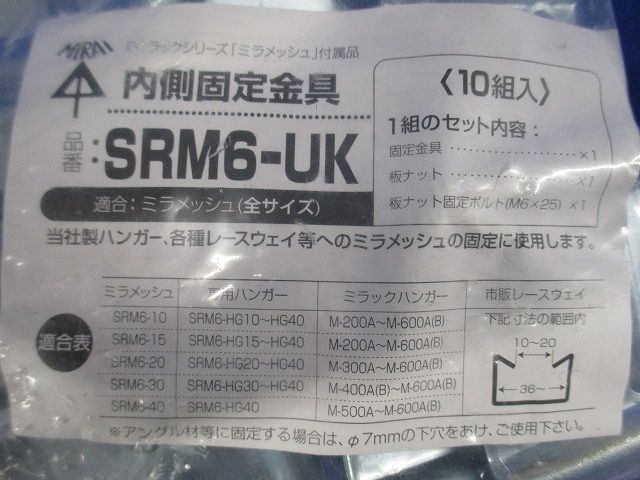 MIRAI
ラックシリーズ「ミラメッシュ」付属品
内側固定金具
品番:SRM6-UK
適合:ミラメッシュ(全サイズ)
〈10組入〉
1組のセット内容:
固定金具 ……………… ×1
板ナット ……………… ×1
板ナット固定ボルト(M6×25) ×1
当社製ハンガー、各種レースウェイ等へのミラメッシュの固定に使用します。
適合表
ミラメッシュ 専用ハンガー ミラックハンガー 市販レースウェイ
SRM6-10 SRM6-HG10〜HG40 M-200A〜M-600A(B) 下記寸法の範囲内
SRM6-15 SRM6-HG15〜HG40 M-200A〜M-600A(B)
SRM6-20 SRM6-HG20〜HG40 M-300A〜M-600A(B)
SRM6-30 SRM6-HG30〜HG40 M-400A(B)〜M-600A(B)
SRM6-40 SRM6-HG40 M-500A〜M-600A(B)
10〜20
36〜
※アングル材等に固定する場合は、φ7mmの下穴をあけ、ご使用下さい。